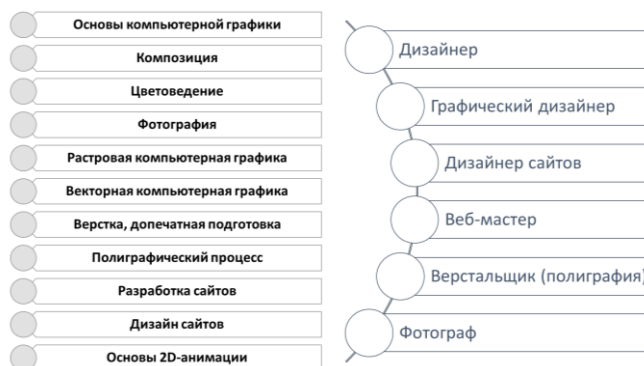 Основы компьютерной графики
Композиция
Цветоведение
Фотография
Растровая компьютерная графика
Векторная компьютерная графика
Верстка, допечатная подготовка
Полиграфический процесс
Разработка сайтов
Дизайн сайтов
Основы 2D-анимации
Дизайнер
Графический дизайнер
Дизайнер сайтов
Веб-мастер
Верстальщик (полиграфия)
Фотограф